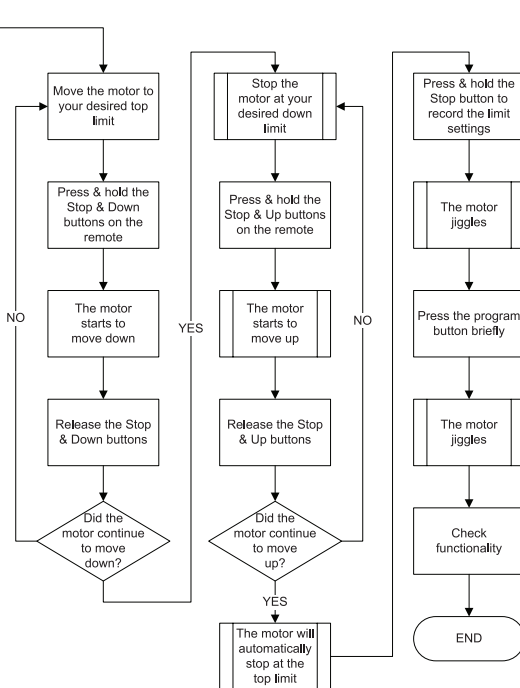 Move the motor to
your desired top
limit
Press & hold the
Stop & Down
buttons on the
remote
The motor
starts to
move down
NO
Release the Stop
& Down buttons
Did the
motor continue
to move
down?
YES
Stop the
motor at your
desired down
limit
Press & hold the
Stop & Up buttons
on the remote
The motor
starts to
move up
NO
Release the Stop
& Up buttons
Did the
motor continue
to move
up?
YES
The motor will
automatically
stop at the
top limit
Press & hold the
Stop button to
record the limit
settings
The motor
jiggles
Press the program
button briefly
The motor
jiggles
Check
functionality
END